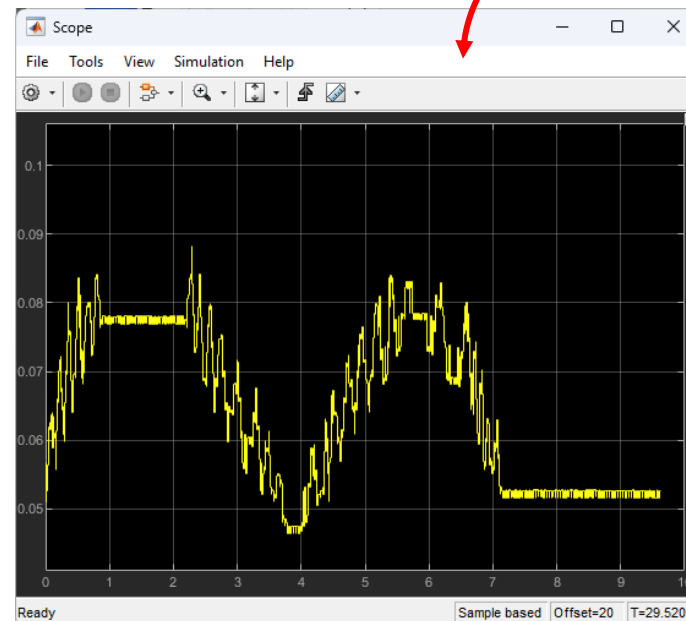 Scope
File Tools View Simulation Help
0.1
0.09
0.08
0.07
0.06
0.05
0 1 2 3 4 5 6 7 8 9
Ready Sample based Offset=20 T=29.520